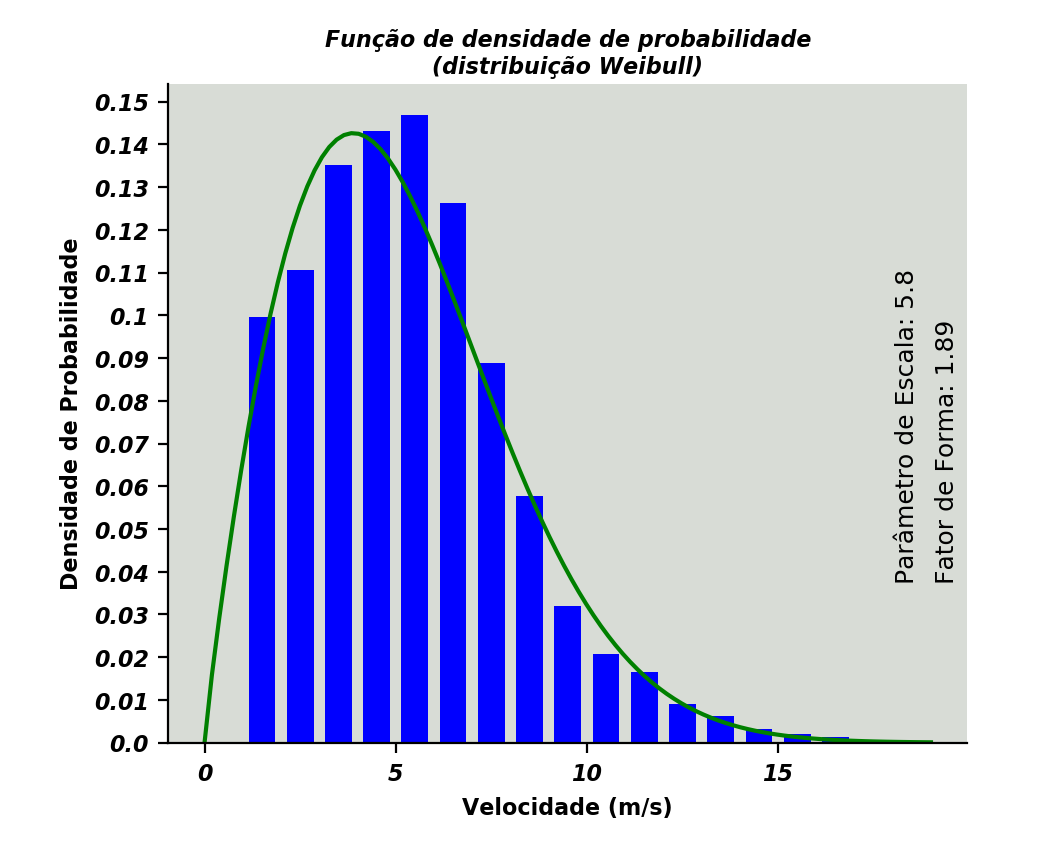 Função de densidade de probabilidade
(distribuição Weibull)
Densidade de Probabilidade
0.15
0.14
0.13
0.12
0.11
0.1
0.09
0.08
0.07
0.06
0.05
0.04
0.03
0.02
0.01
0.0
0 5 10 15
Velocidade (m/s)
Parâmetro de Escala: 5.8
Fator de Forma: 1.89